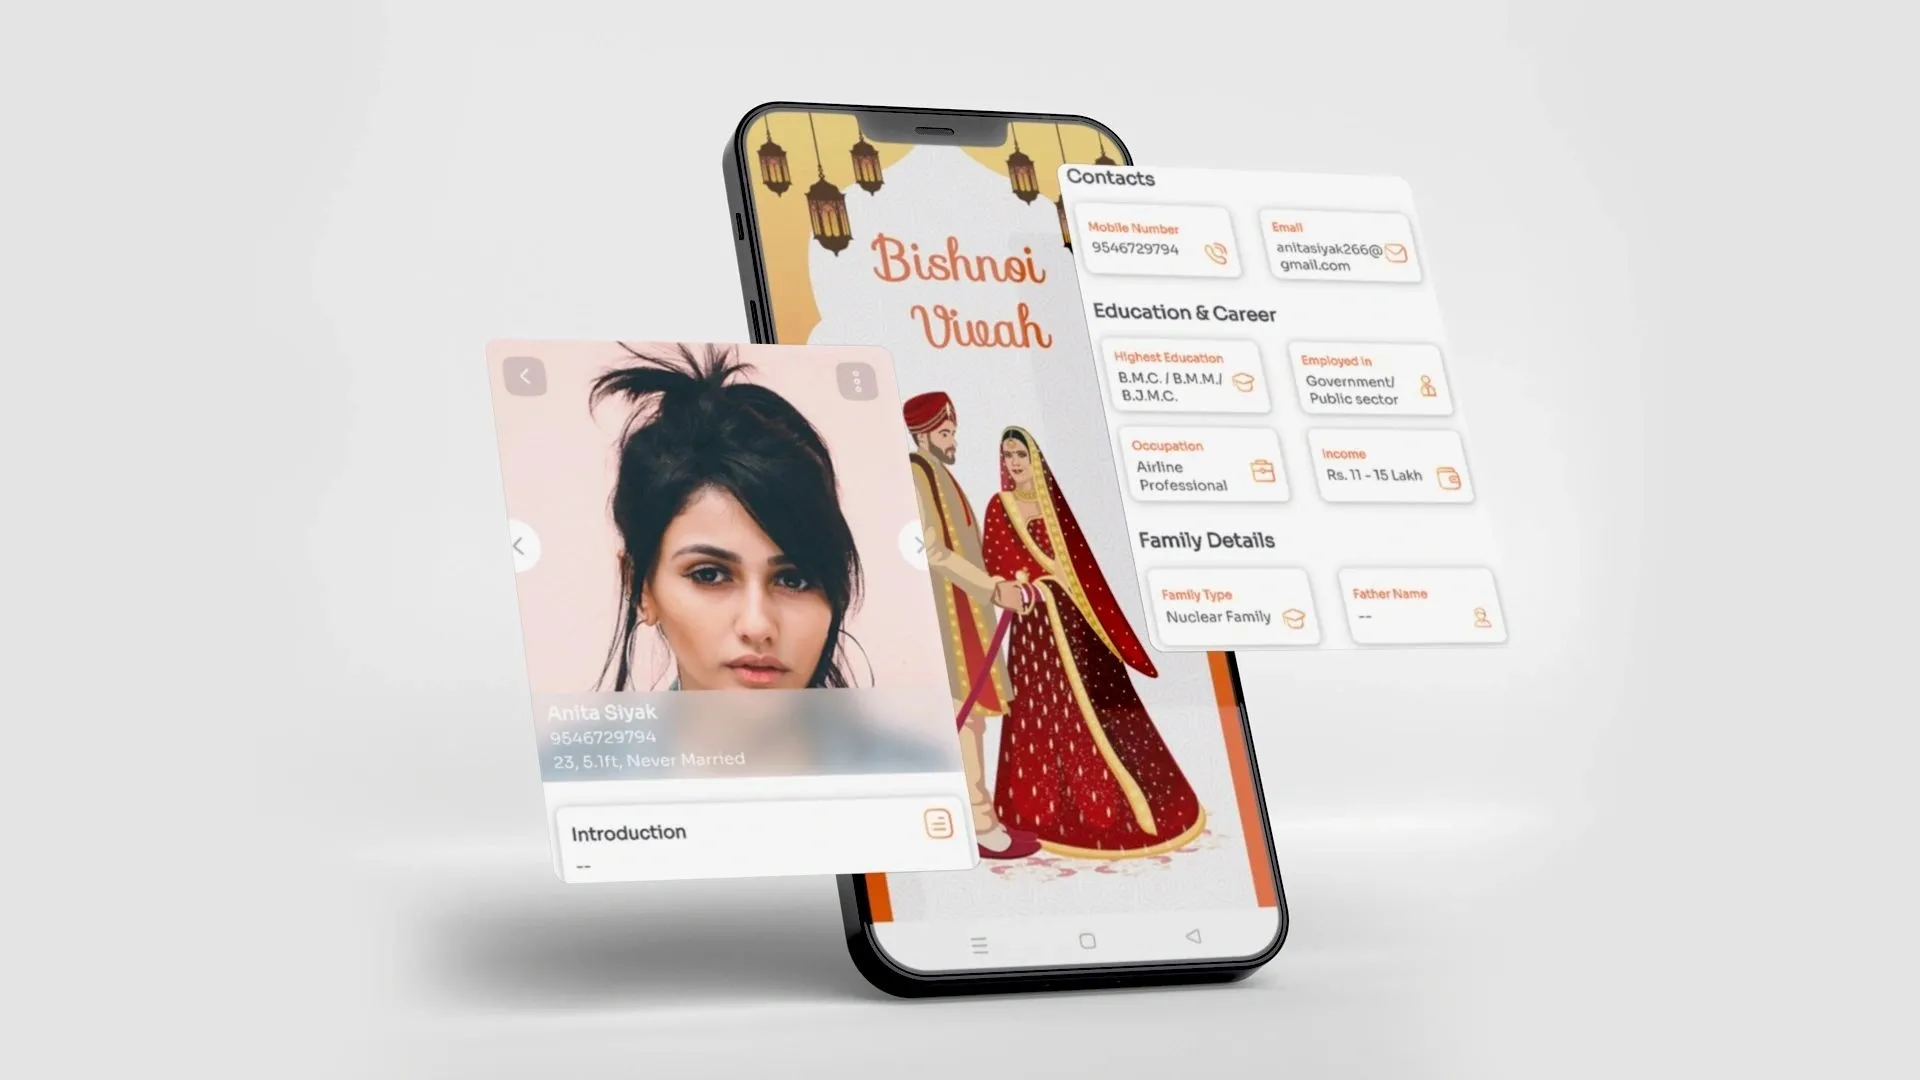 Bishnoi
Vivah
Anita Siyak
9546729794
23, 5.1ft, Never Married
Introduction
--
Contacts
Mobile Number
9546729794
Email
anitasiyak266@
gmail.com
Education & Career
Highest Education
B.M.C. / B.M.M./
B.J.M.C.
Employed in
Government/
Public sector
Occupation
Airline
Professional
Income
Rs. 11 - 15 Lakh
Family Details
Family Type
Nuclear Family
Father Name
--